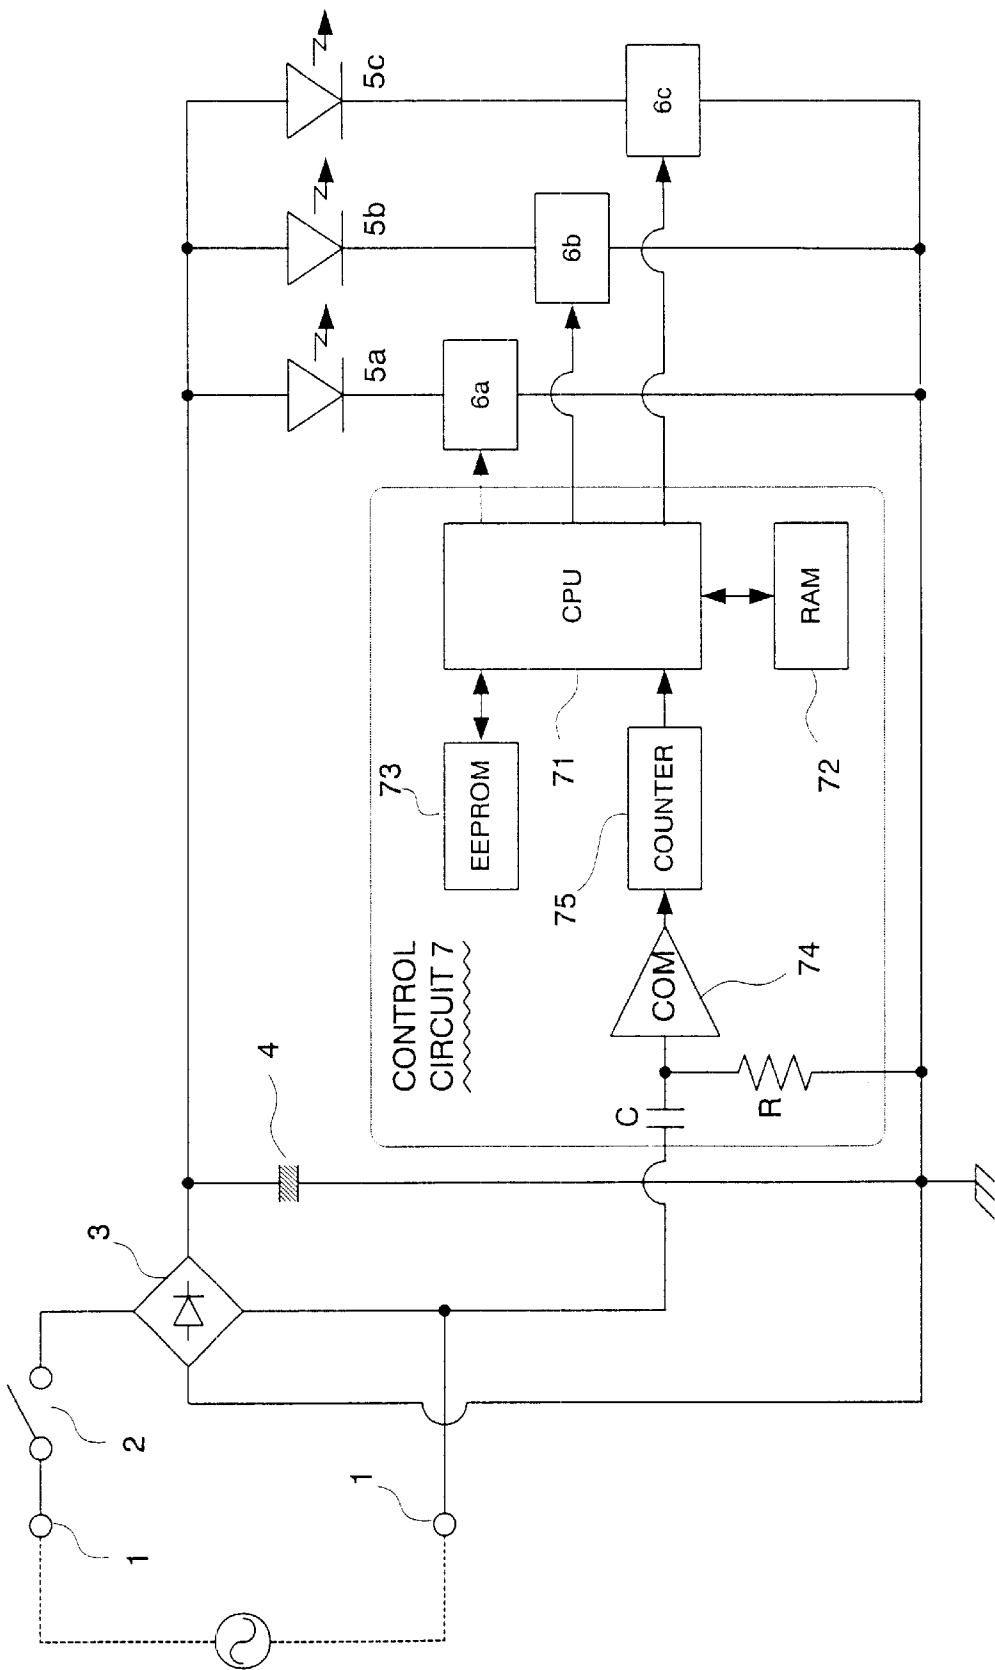 1
1
2
3
4
5a
5b
5c
6a
6b
6c
CONTROL
CIRCUIT 7
73
EEPROM
CPU
71
75
COUNTER
COM
74
C
R
RAM
72